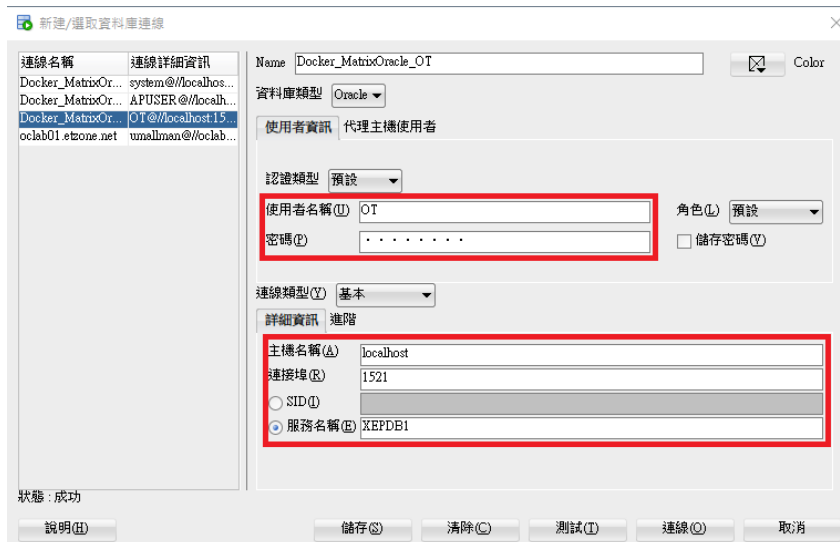 新建/選取資料庫連線
連線名稱 連線詳細資訊
Docker_MatrixOr... system@//localhos...
Docker_MatrixOr... APUSER@//localh...
Docker_MatrixOr... OT@//localhost:15...
oclab01.etzone.net umallman@//oclab...
Name Docker_MatrixOracle_OT Color
資料庫類型 Oracle
使用者資訊 代理主機使用者
認證類型 預設
使用者名稱(U) OT 角色(L) 預設
密碼(P) ........ 儲存密碼(V)
連線類型(Y) 基本
詳細資訊 進階
主機名稱(A) localhost
連接埠(R) 1521
SID(I)
服務名稱(E) XEPDB1
狀態 : 成功
說明(H) 儲存(S) 清除(C) 測試(T) 連線(O) 取消